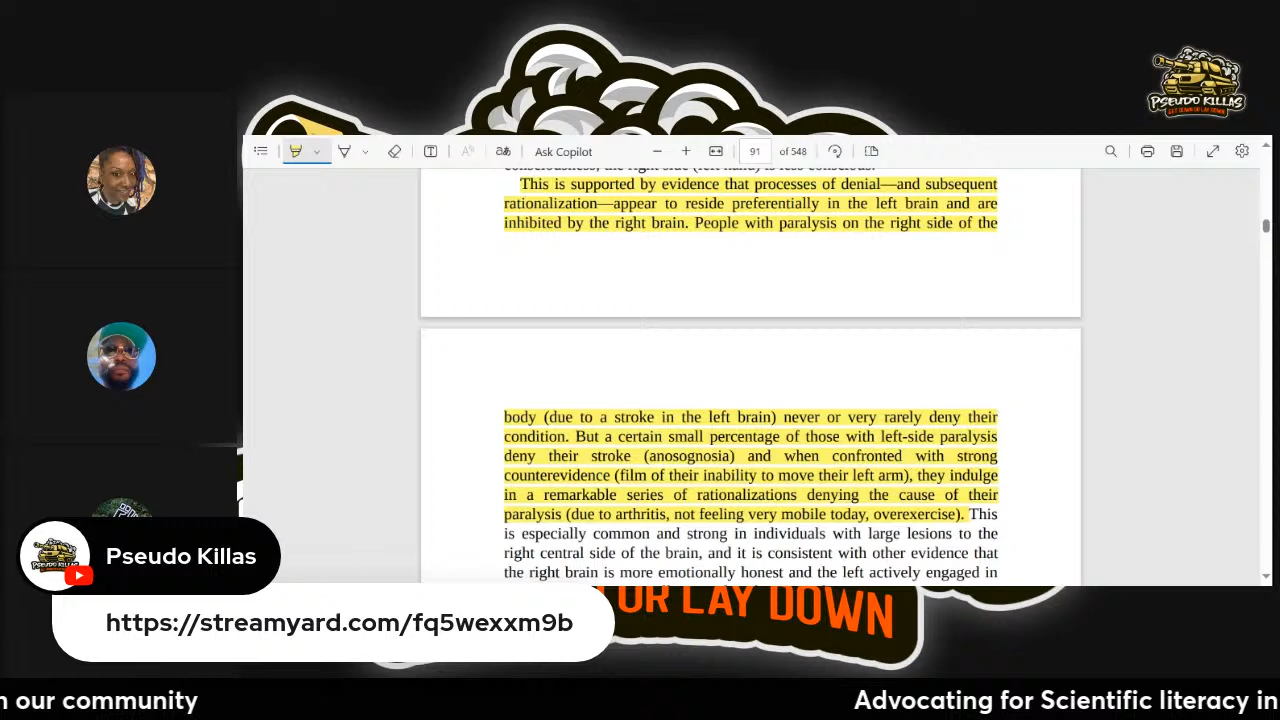 PSEUDO KILLAS
GET DOWN OR LAY DOWN
Ask Copilot
91 of 548
consciousness, the right side (left hand) is less conscious.
This is supported by evidence that processes of denial—and subsequent
rationalization—appear to reside preferentially in the left brain and are
inhibited by the right brain. People with paralysis on the right side of the
body (due to a stroke in the left brain) never or very rarely deny their
condition. But a certain small percentage of those with left-side paralysis
deny their stroke (anosognosia) and when confronted with strong
counterevidence (film of their inability to move their left arm), they indulge
in a remarkable series of rationalizations denying the cause of their
paralysis (due to arthritis, not feeling very mobile today, overexercise). This
is especially common and strong in individuals with large lesions to the
right central side of the brain, and it is consistent with other evidence that
the right brain is more emotionally honest and the left actively engaged in
Pseudo Killas
https://streamyard.com/fq5wexxm9b
OR LAY DOWN
n our community
Advocating for Scientific literacy in